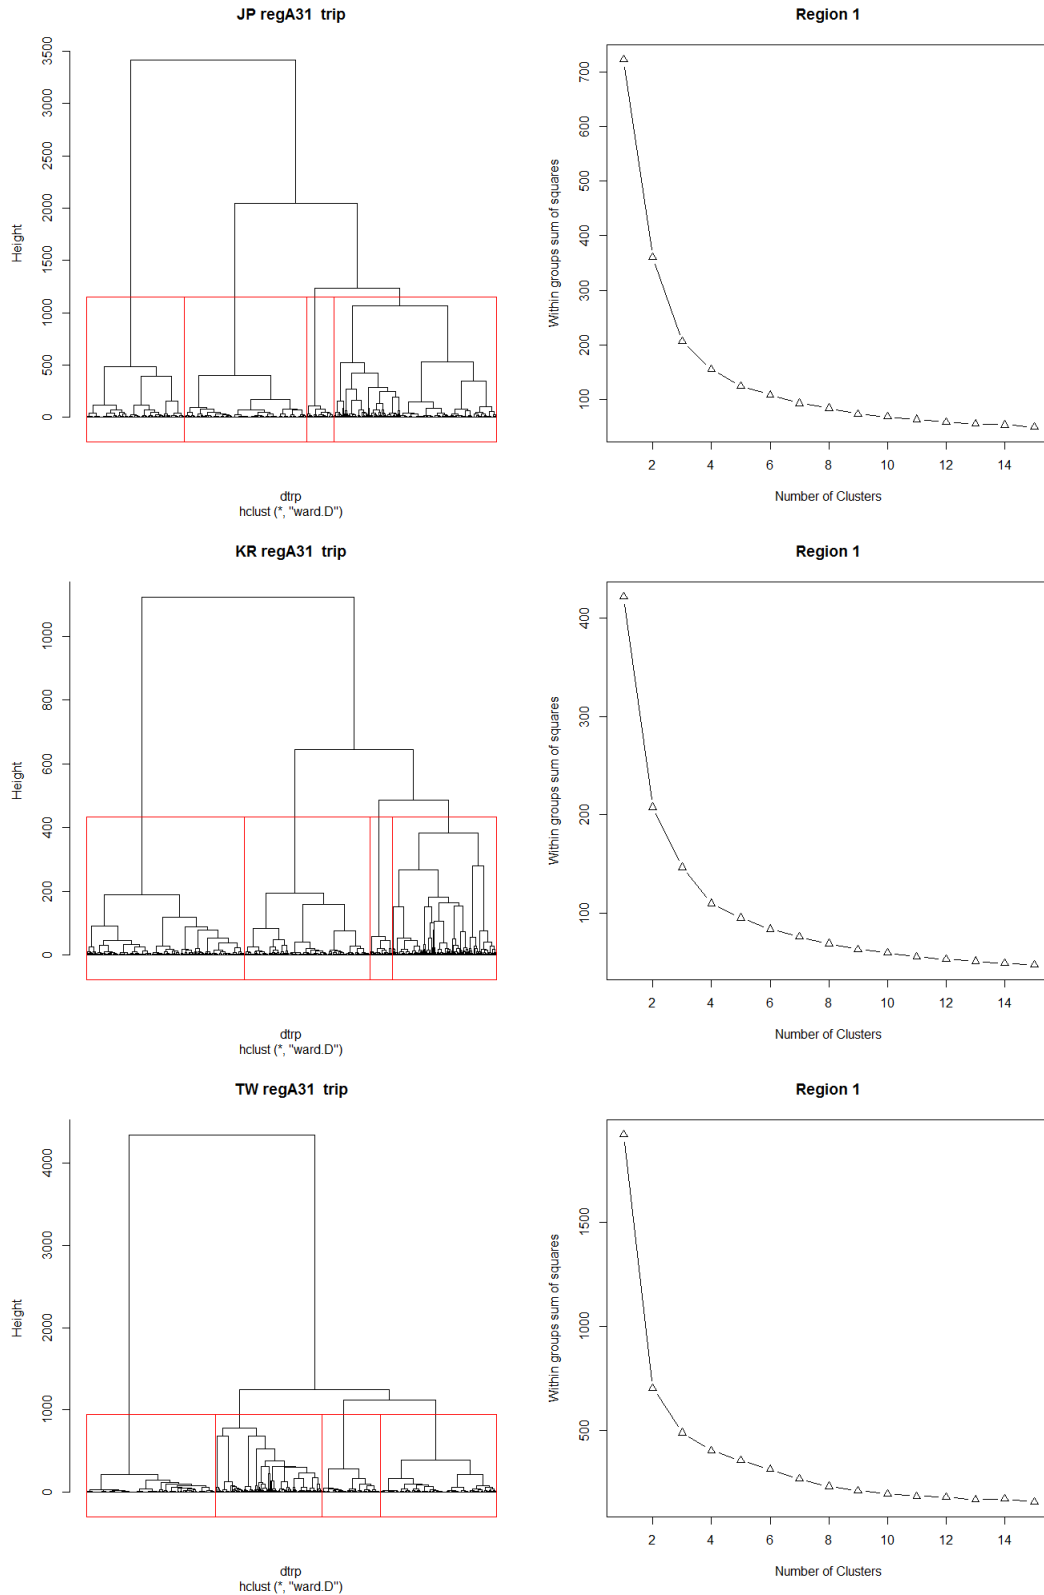 JP regA31 trip
Height
3500
3000
2500
2000
1500
1000
500
0
dtrp
hclust (*, "ward.D")
Region 1
Within groups sum of squares
700
600
500
400
300
200
100
2 4 6 8 10 12 14
Number of Clusters
KR regA31 trip
Height
1000
800
600
400
200
0
dtrp
hclust (*, "ward.D")
Region 1
Within groups sum of squares
400
300
200
100
2 4 6 8 10 12 14
Number of Clusters
TW regA31 trip
Height
4000
3000
2000
1000
0
dtrp
hclust (*, "ward.D")
Region 1
Within groups sum of squares
1500
1000
500
2 4 6 8 10 12 14
Number of Clusters